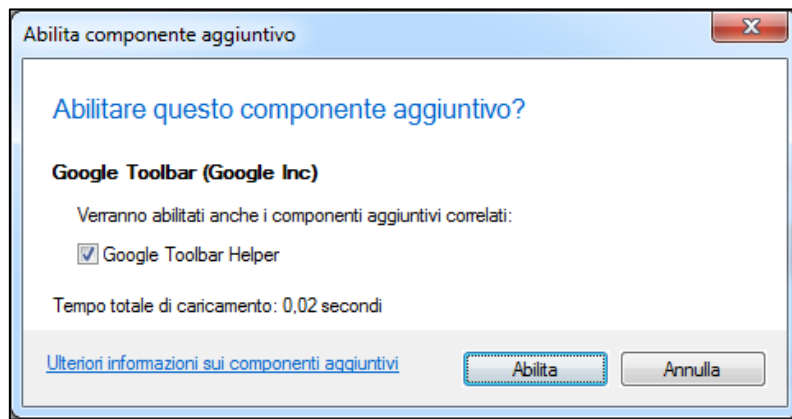 Abilita componente aggiuntivo
Abilitare questo componente aggiuntivo?
Google Toolbar (Google Inc)
Verranno abilitati anche i componenti aggiuntivi correlati:
Google Toolbar Helper
Tempo totale di caricamento: 0,02 secondi
Ulteriori informazioni sui componenti aggiuntivi
Abilita
Annulla